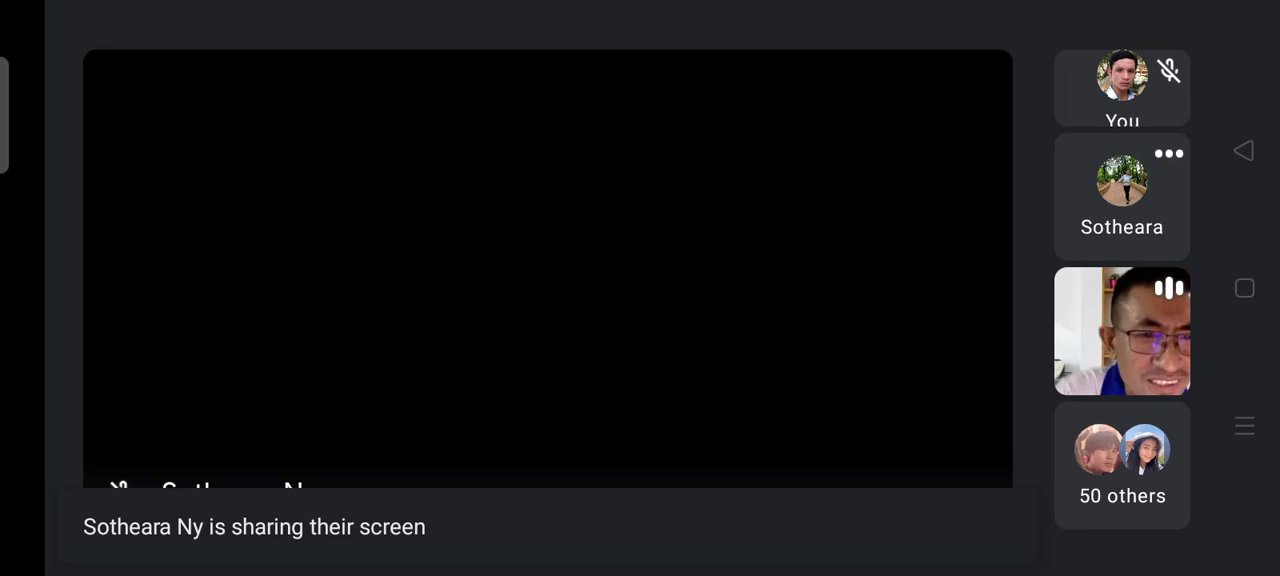 You
Sotheara
50 others
Sotheara Ny is sharing their screen